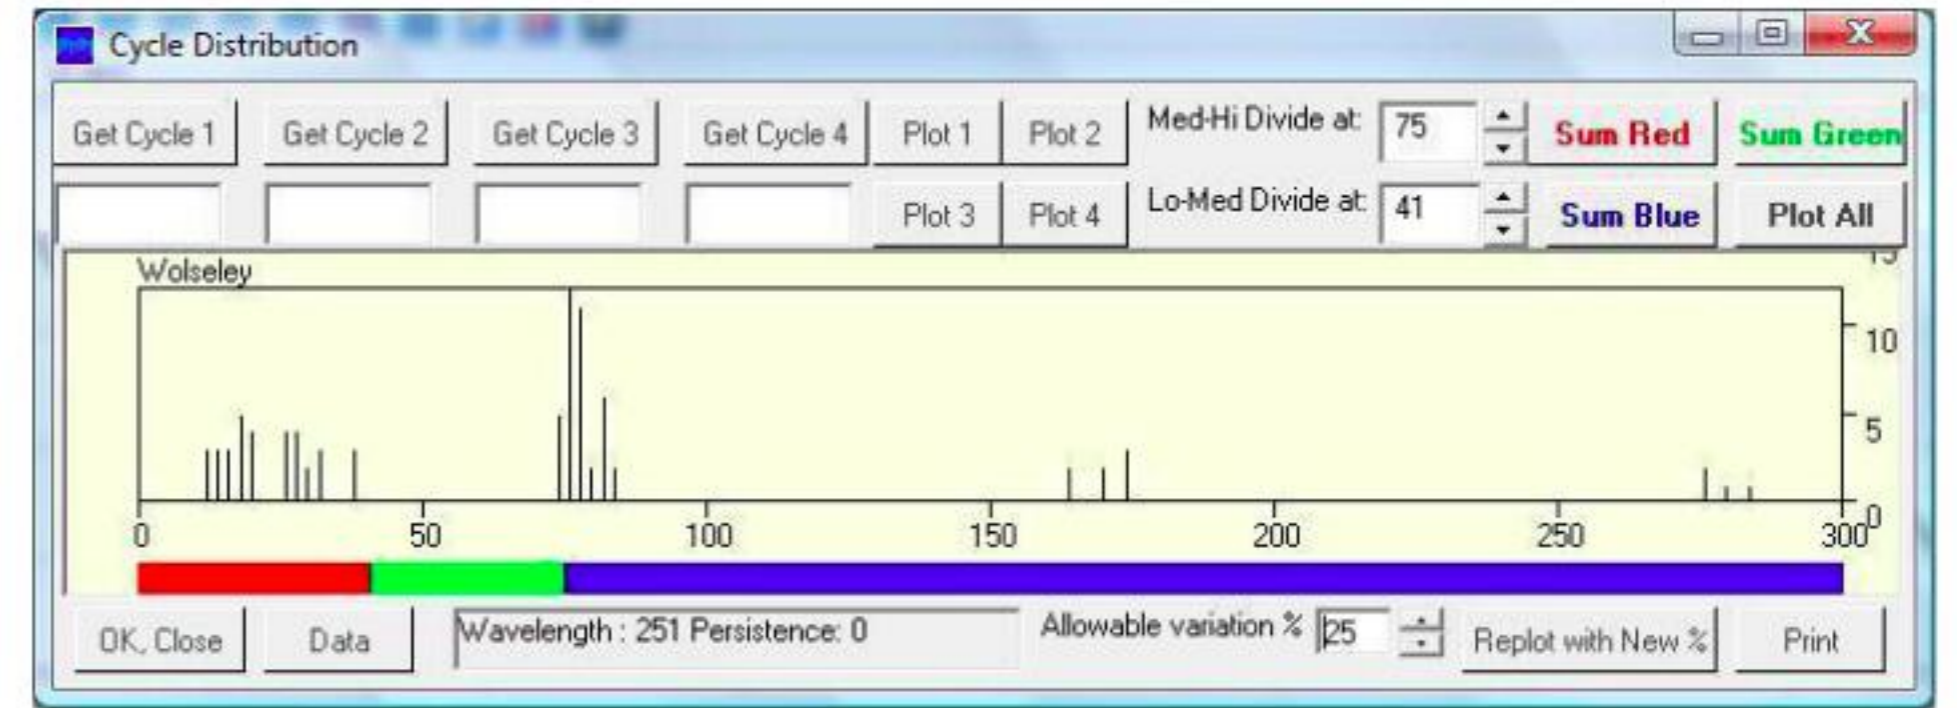 Cycle Distribution
Get Cycle 1 Get Cycle 2 Get Cycle 3 Get Cycle 4 Plot 1 Plot 2 Med-Hi Divide at: 75 Sum Red Sum Green
Plot 3 Plot 4 Lo-Med Divide at: 41 Sum Blue Plot All
Wolseley
15
10
5
0
0 50 100 150 200 250 300
OK, Close Data Wavelength : 251 Persistence: 0 Allowable variation % 25 Replot with New % Print